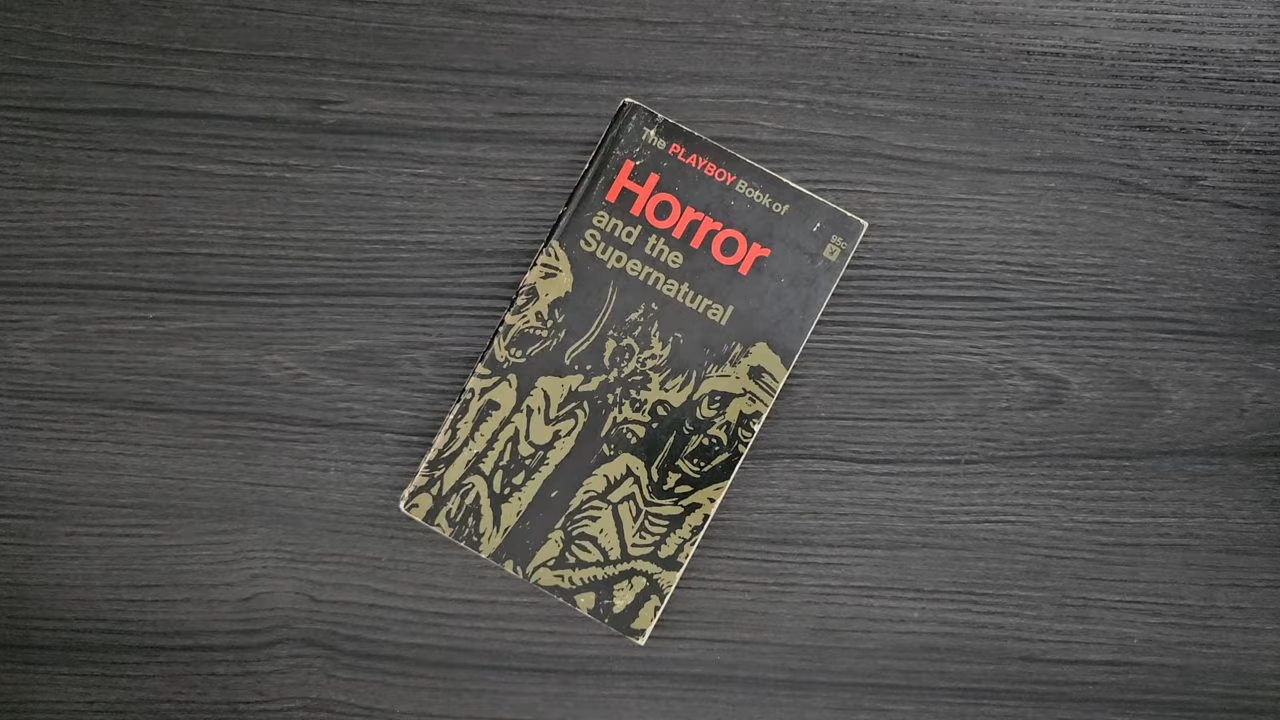 The PLAYBOY Book of
Horror
and the
Supernatural
95c